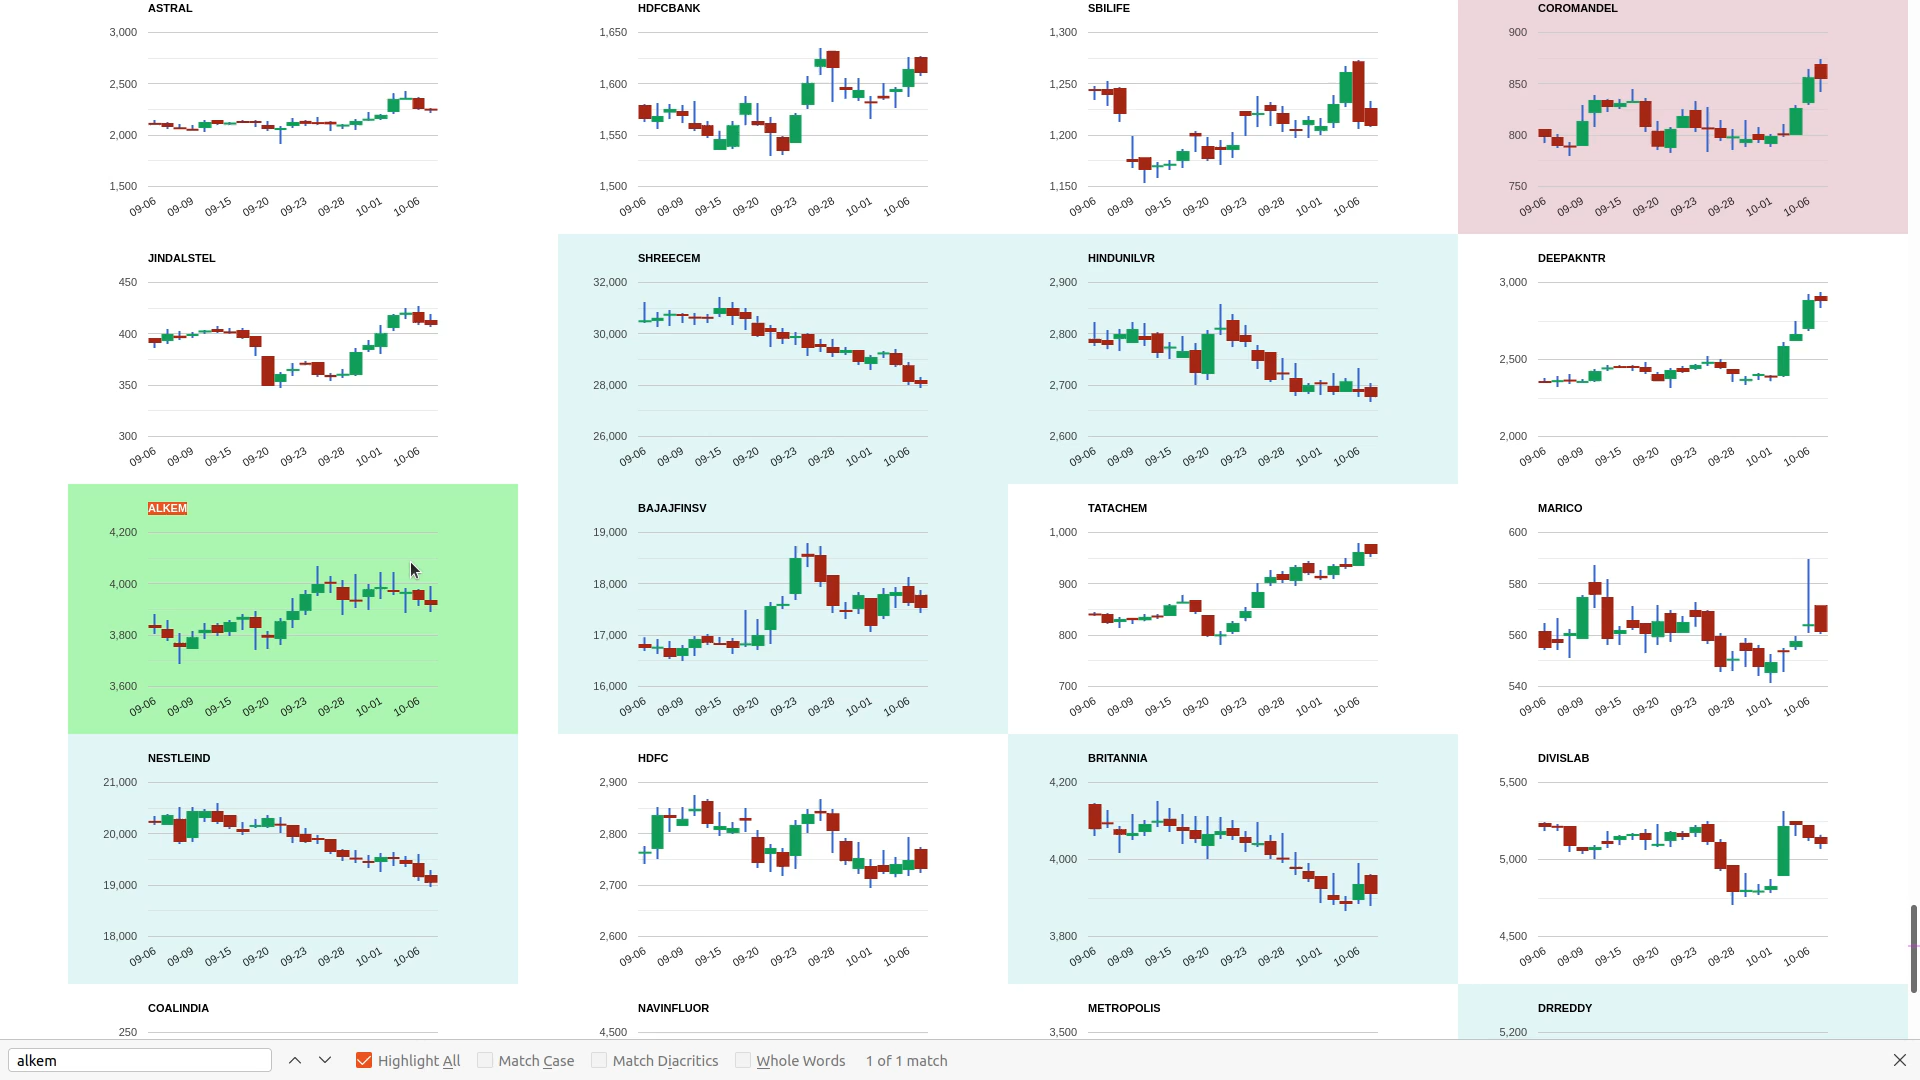 ASTRAL
3,000
2,500
2,000
1,500
09-06 09-09 09-15 09-20 09-23 09-28 10-01 10-06
HDFCBANK
1,650
1,600
1,550
1,500
09-06 09-09 09-15 09-20 09-23 09-28 10-01 10-06
SBILIFE
1,300
1,250
1,200
1,150
09-06 09-09 09-15 09-20 09-23 09-28 10-01 10-06
COROMANDEL
900
850
800
750
09-06 09-09 09-15 09-20 09-23 09-28 10-01 10-06
JINDALSTEL
450
400
350
300
09-06 09-09 09-15 09-20 09-23 09-28 10-01 10-06
SHREECEM
32,000
30,000
28,000
26,000
09-06 09-09 09-15 09-20 09-23 09-28 10-01 10-06
HINDUNILVR
2,900
2,800
2,700
2,600
09-06 09-09 09-15 09-20 09-23 09-28 10-01 10-06
DEEPAKNTR
3,000
2,500
2,000
09-06 09-09 09-15 09-20 09-23 09-28 10-01 10-06
ALKEM
4,200
4,000
3,800
3,600
09-06 09-09 09-15 09-20 09-23 09-28 10-01 10-06
BAJAJFINSV
19,000
18,000
17,000
16,000
09-06 09-09 09-15 09-20 09-23 09-28 10-01 10-06
TATACHEM
1,000
900
800
700
09-06 09-09 09-15 09-20 09-23 09-28 10-01 10-06
MARICO
600
580
560
540
09-06 09-09 09-15 09-20 09-23 09-28 10-01 10-06
NESTLEIND
21,000
20,000
19,000
18,000
09-06 09-09 09-15 09-20 09-23 09-28 10-01 10-06
HDFC
2,900
2,800
2,700
2,600
09-06 09-09 09-15 09-20 09-23 09-28 10-01 10-06
BRITANNIA
4,200
4,000
3,800
09-06 09-09 09-15 09-20 09-23 09-28 10-01 10-06
DIVISLAB
5,500
5,000
4,500
09-06 09-09 09-15 09-20 09-23 09-28 10-01 10-06
COALINDIA
250
NAVINFLUOR
4,500
METROPOLIS
3,500
DRREDDY
5,200
alkem Highlight All Match Case Match Diacritics Whole Words 1 of 1 match